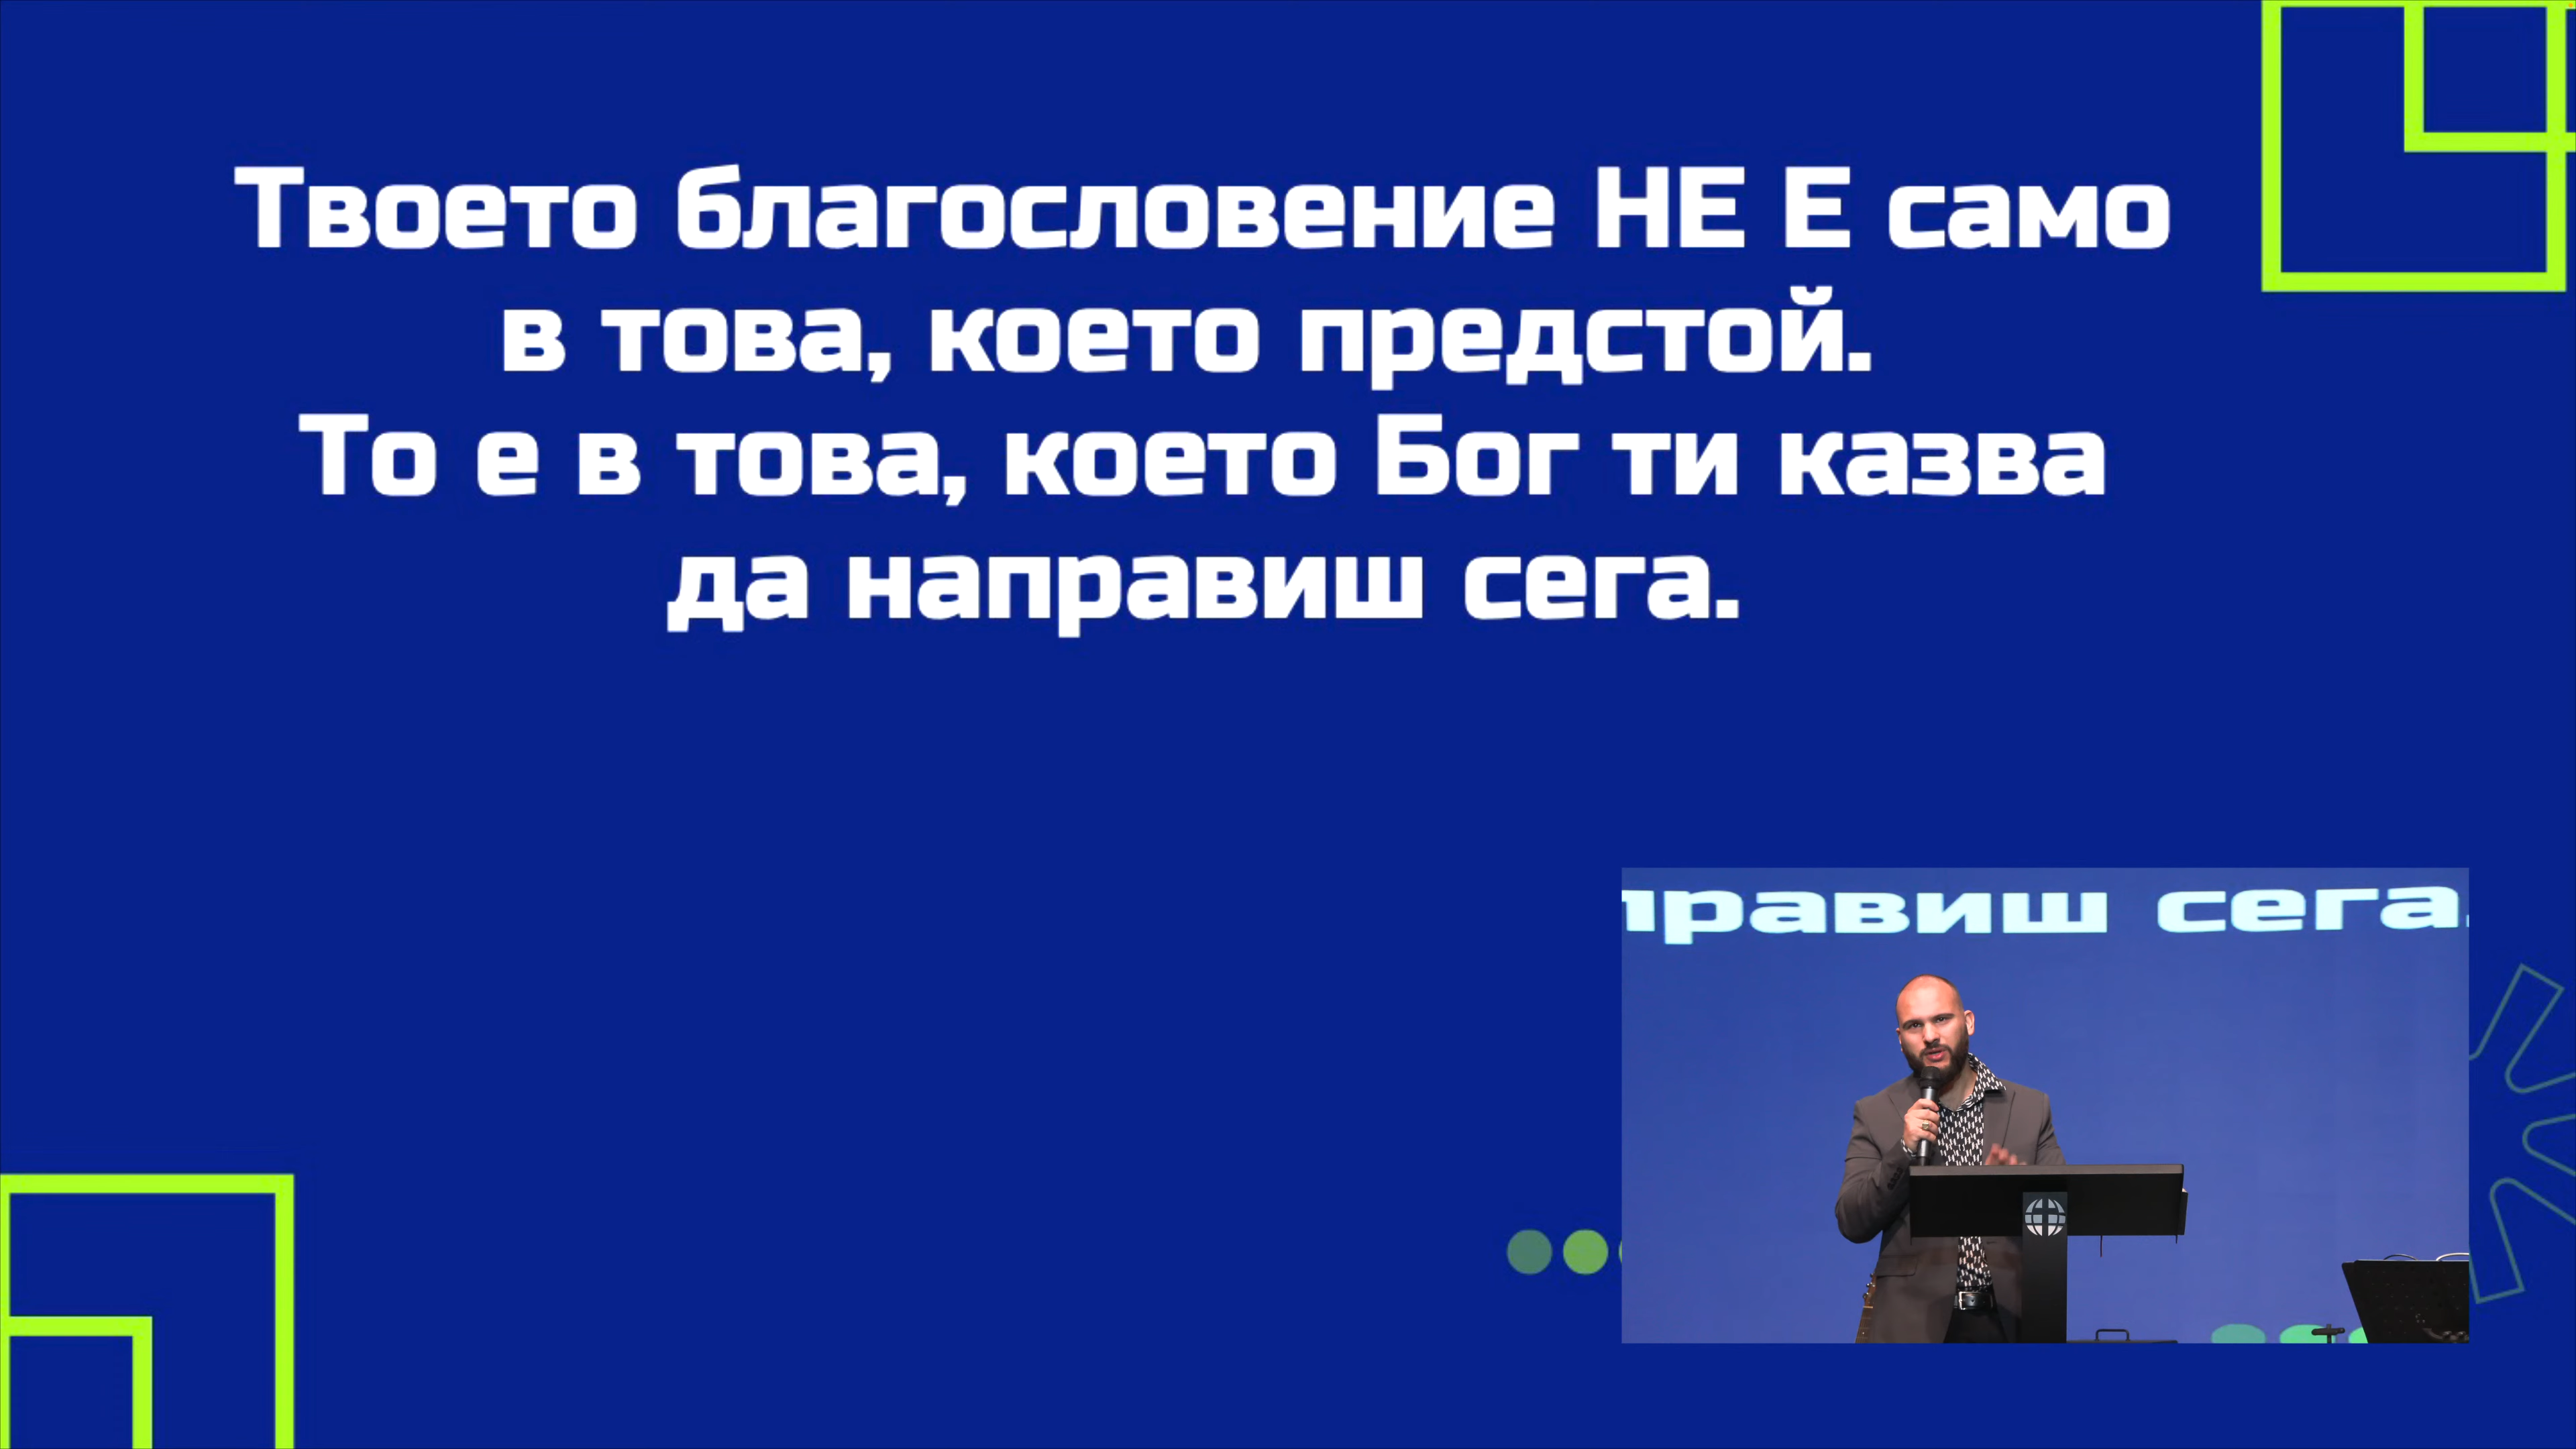 Твоето благословение НЕ Е само
в това, което предстой.
То е в това, което Бог ти казва
да направиш сега.
правиш сега.